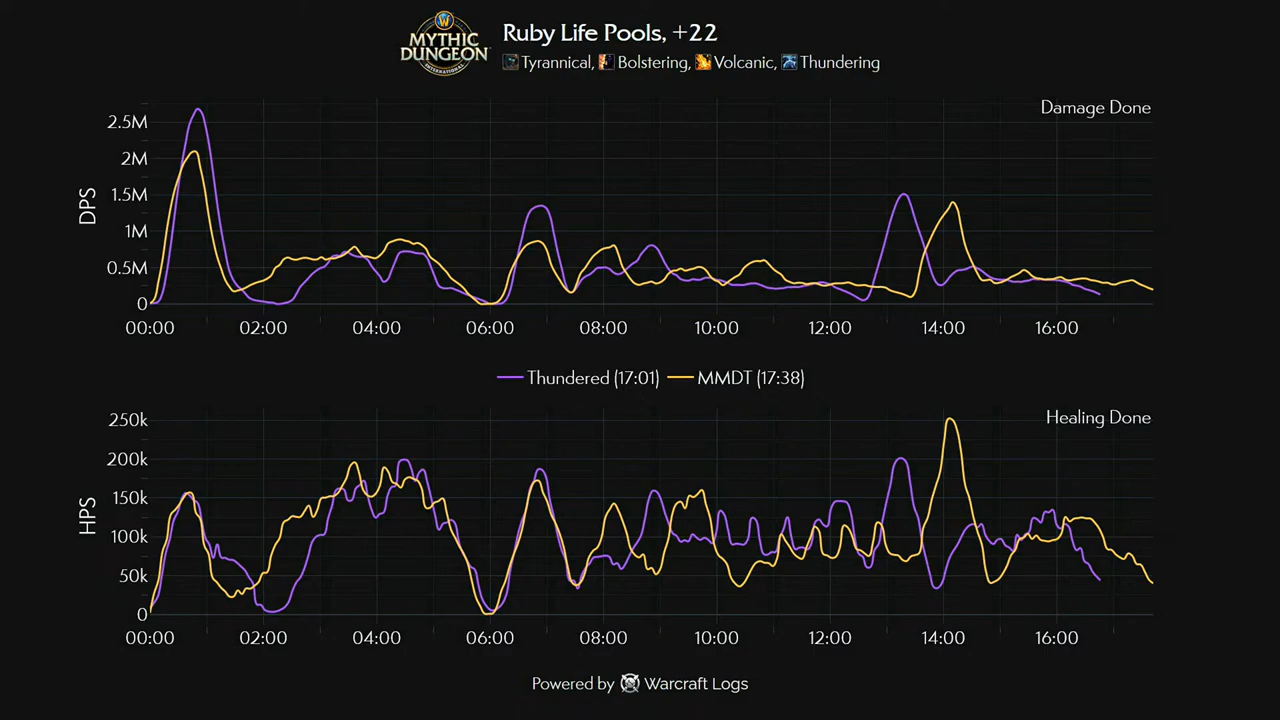 W
MYTHIC
DUNGEON
INTERNATIONAL
Ruby Life Pools, +22
Tyrannical, Bolstering, Volcanic, Thundering
Damage Done
DPS
2.5M
2M
1.5M
1M
0.5M
0
00:00 02:00 04:00 06:00 08:00 10:00 12:00 14:00 16:00
Thundered (17:01) MMDT (17:38)
Healing Done
HPS
250k
200k
150k
100k
50k
0
00:00 02:00 04:00 06:00 08:00 10:00 12:00 14:00 16:00
Powered by Warcraft Logs